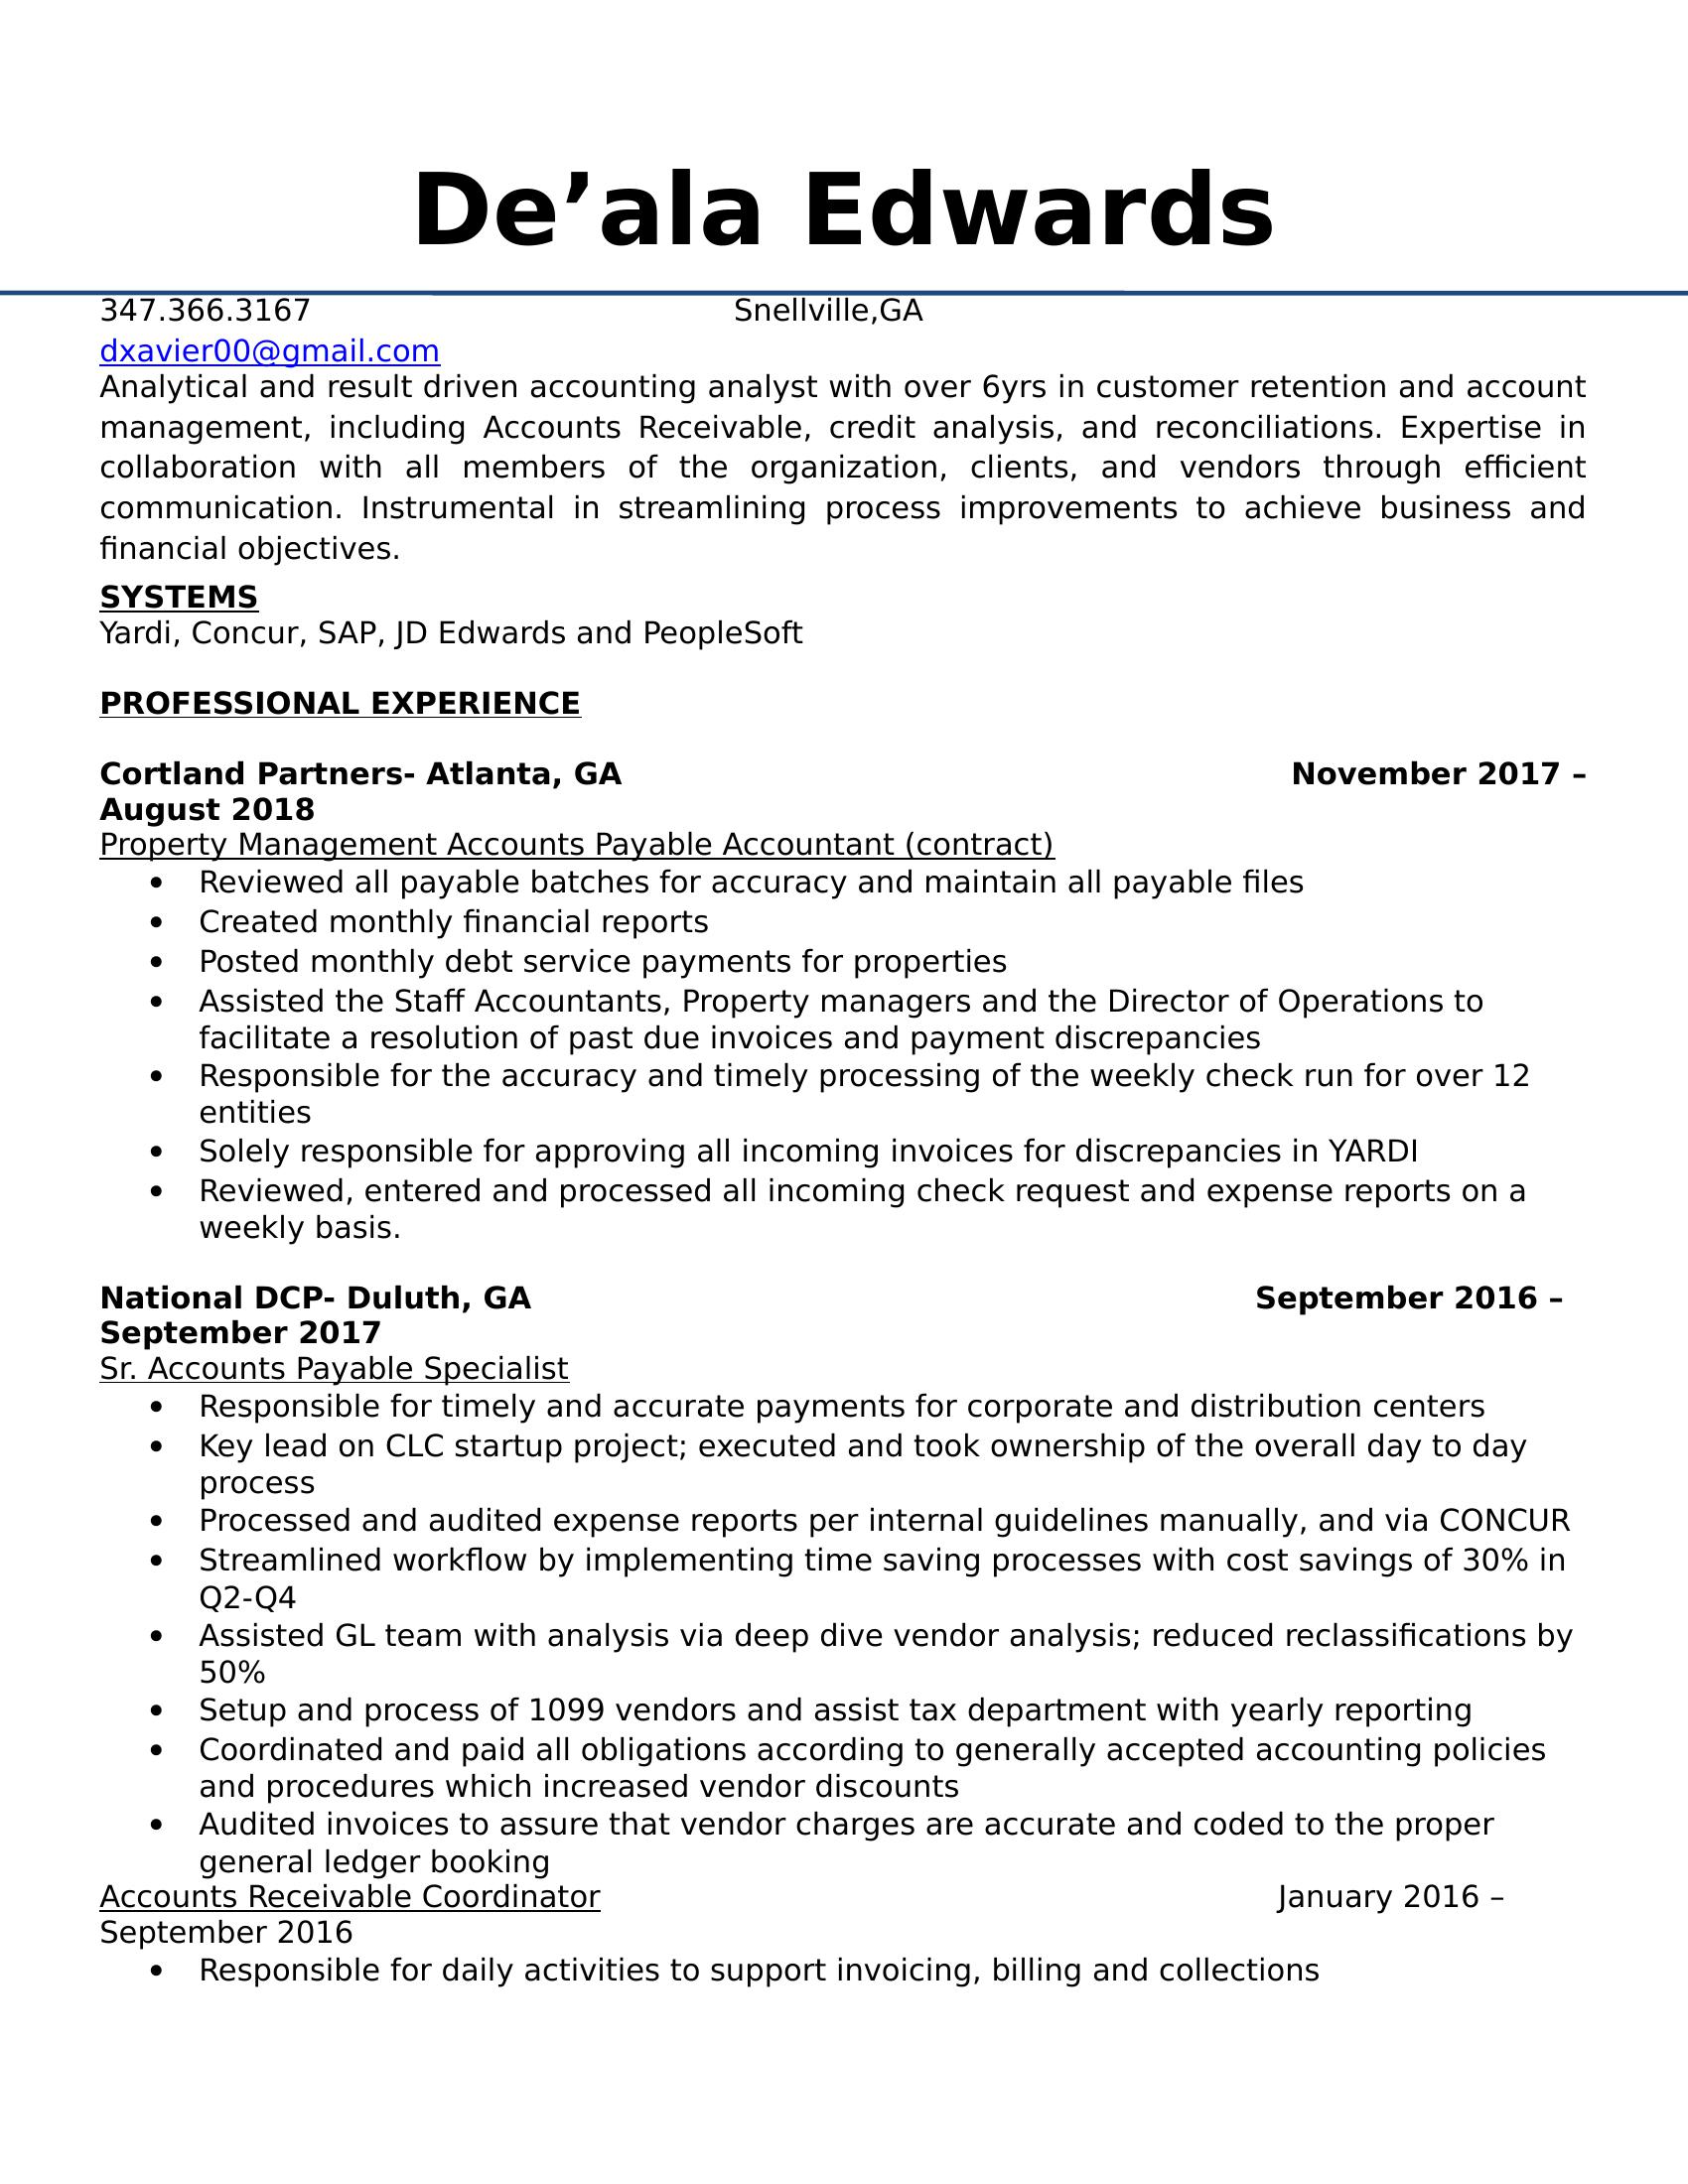 De’ala Edwards
347.366.3167 Snellville,GA
dxavier00@gmail.com
Analytical and result driven accounting analyst with over 6yrs in customer retention and account
management, including Accounts Receivable, credit analysis, and reconciliations. Expertise in
collaboration with all members of the organization, clients, and vendors through efficient
communication. Instrumental in streamlining process improvements to achieve business and
financial objectives.
SYSTEMS
Yardi, Concur, SAP, JD Edwards and PeopleSoft
PROFESSIONAL EXPERIENCE
Cortland Partners- Atlanta, GA November 2017 –
August 2018
Property Management Accounts Payable Accountant (contract)
• Reviewed all payable batches for accuracy and maintain all payable files
• Created monthly financial reports
• Posted monthly debt service payments for properties
• Assisted the Staff Accountants, Property managers and the Director of Operations to
facilitate a resolution of past due invoices and payment discrepancies
• Responsible for the accuracy and timely processing of the weekly check run for over 12
entities
• Solely responsible for approving all incoming invoices for discrepancies in YARDI
• Reviewed, entered and processed all incoming check request and expense reports on a
weekly basis.
National DCP- Duluth, GA September 2016 –
September 2017
Sr. Accounts Payable Specialist
• Responsible for timely and accurate payments for corporate and distribution centers
• Key lead on CLC startup project; executed and took ownership of the overall day to day
process
• Processed and audited expense reports per internal guidelines manually, and via CONCUR
• Streamlined workflow by implementing time saving processes with cost savings of 30% in
Q2-Q4
• Assisted GL team with analysis via deep dive vendor analysis; reduced reclassifications by
50%
• Setup and process of 1099 vendors and assist tax department with yearly reporting
• Coordinated and paid all obligations according to generally accepted accounting policies
and procedures which increased vendor discounts
• Audited invoices to assure that vendor charges are accurate and coded to the proper
general ledger booking
Accounts Receivable Coordinator January 2016 –
September 2016
• Responsible for daily activities to support invoicing, billing and collections